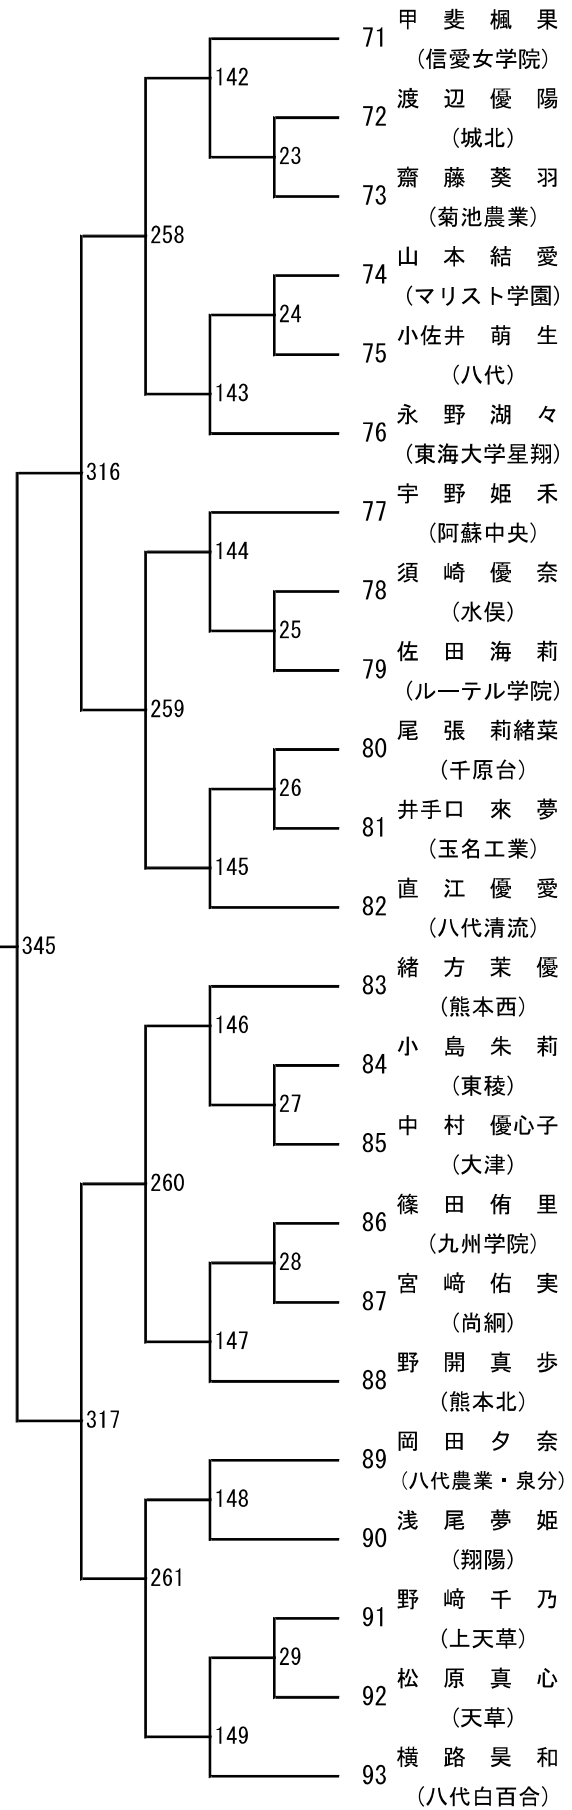 71 甲斐楓果
(信愛女学院)
142
72 渡辺優陽
(城北)
23
73 齋藤葵羽
(菊池農業)
258
74 山本結愛
(マリスト学園)
24
75 小佐井萌生
(八代)
143
76 永野湖々
(東海大学星翔)
316
77 宇野姫禾
(阿蘇中央)
144
78 須崎優奈
(水俣)
25
79 佐田海莉
(ルーテル学院)
259
80 尾張莉緒菜
(千原台)
26
81 井手口來夢
(玉名工業)
145
82 直江優愛
(八代清流)
345
83 緒方茉優
(熊本西)
146
84 小島朱莉
(東稜)
27
85 中村優心子
(大津)
260
86 篠田侑里
(九州学院)
28
87 宮﨑佑実
(尚絅)
147
88 野開真歩
(熊本北)
317
89 岡田夕奈
(八代農業・泉分)
148
90 浅尾夢姫
(翔陽)
261
91 野﨑千乃
(上天草)
29
92 松原真心
(天草)
149
93 横路昊和
(八代白百合)